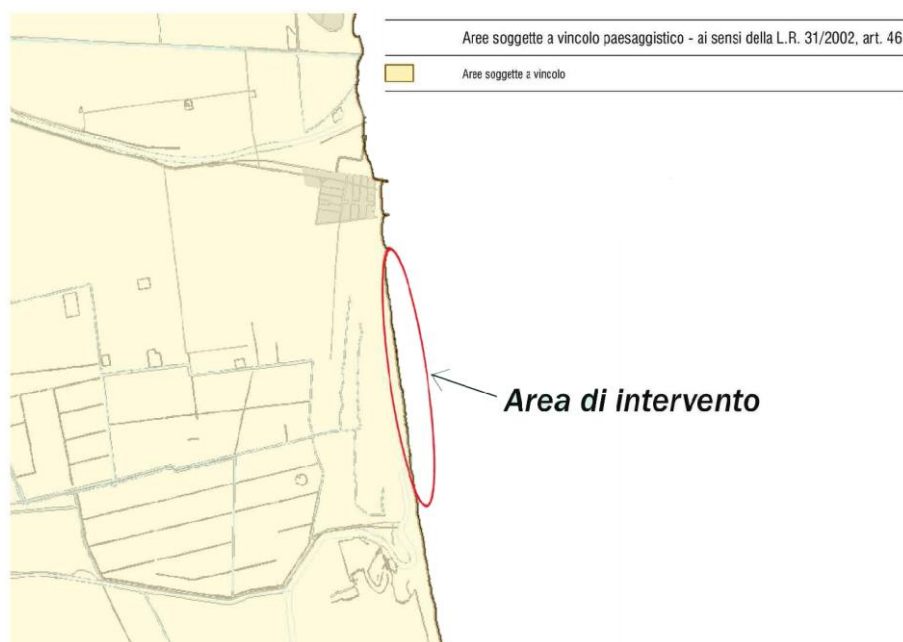 Aree soggette a vincolo paesaggistico - ai sensi della L.R. 31/2002, art. 46
Aree soggette a vincolo
Area di intervento